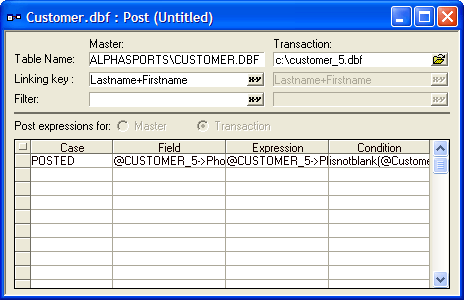 Customer.dbf : Post (Untitled)
Master: Transaction:
Table Name: ALPHASPORTS\CUSTOMER.DBF c:\customer_5.dbf
Linking key : Lastname+Firstname Lastname+Firstname
Filter:
Post expressions for: Master Transaction
Case Field Expression Condition
POSTED @CUSTOMER_5->Pho @CUSTOMER_5->P isnotblank(@Custome